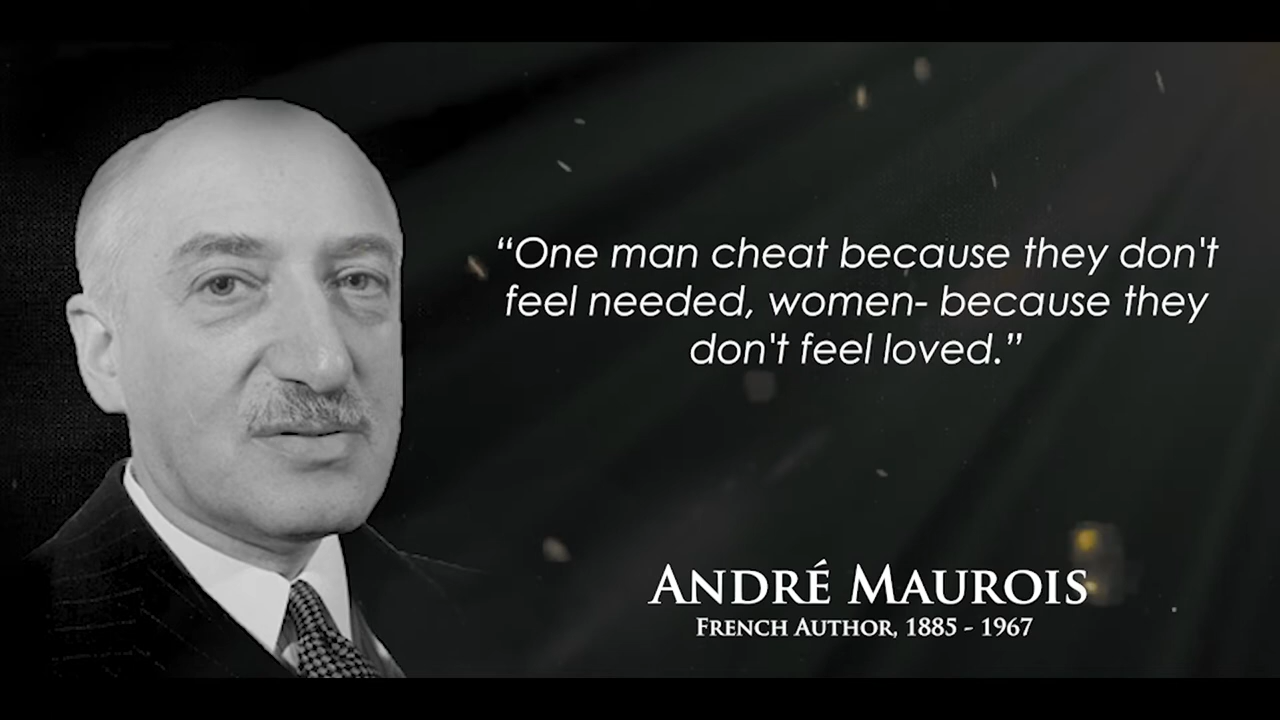 “One man cheat because they don't
feel needed, women- because they
don't feel loved.”
ANDRÉ MAUROIS
FRENCH AUTHOR, 1885 - 1967